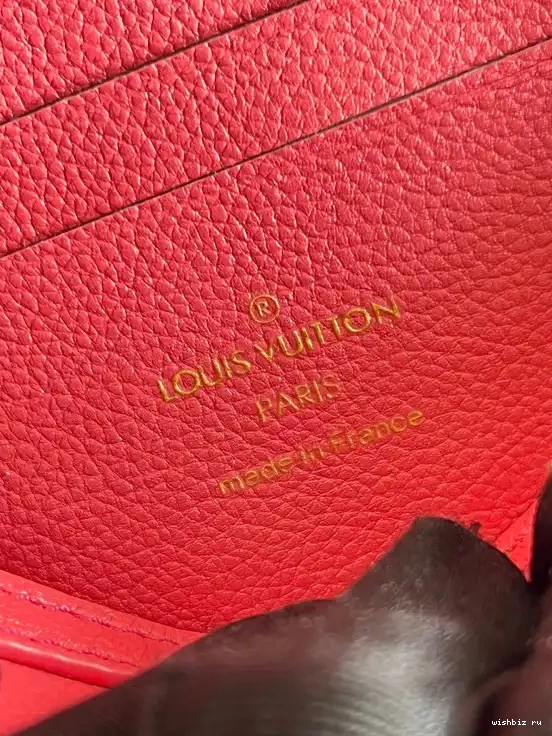 ®
LOUIS VUITTON
PARIS
made in France
wishbiz ru